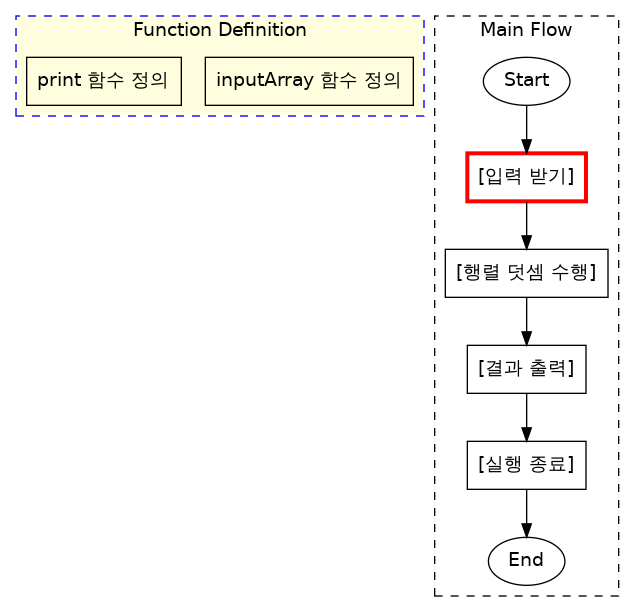 Function Definition
print 함수 정의
inputArray 함수 정의
Main Flow
Start
[입력 받기]
[행렬 덧셈 수행]
[결과 출력]
[실행 종료]
End